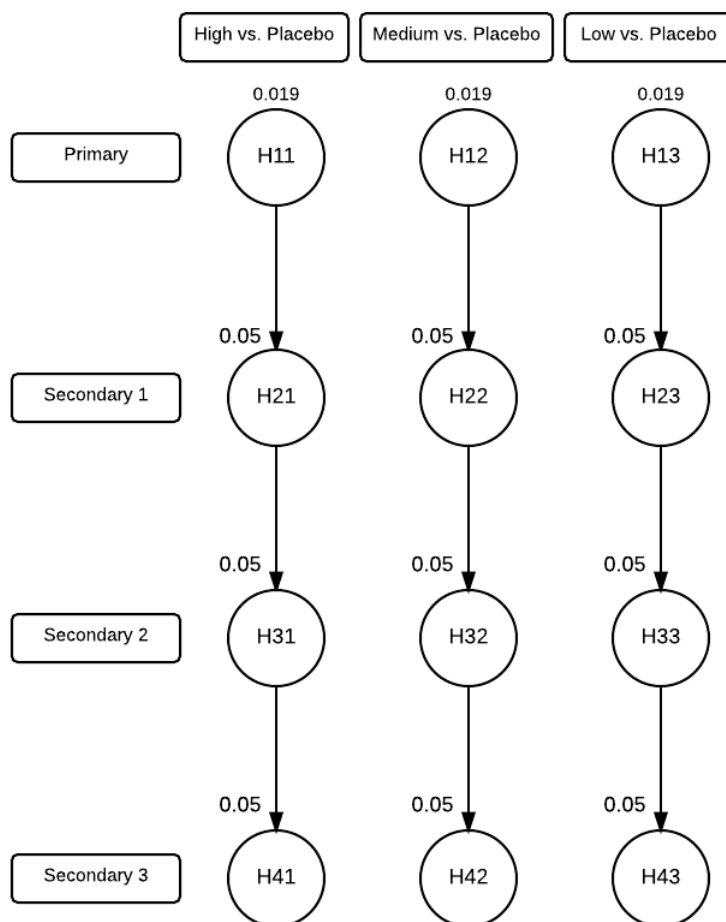 High vs. Placebo Medium vs. Placebo Low vs. Placebo
0.019 0.019 0.019
Primary H11 H12 H13
0.05 0.05 0.05
Secondary 1 H21 H22 H23
0.05 0.05 0.05
Secondary 2 H31 H32 H33
0.05 0.05 0.05
Secondary 3 H41 H42 H43